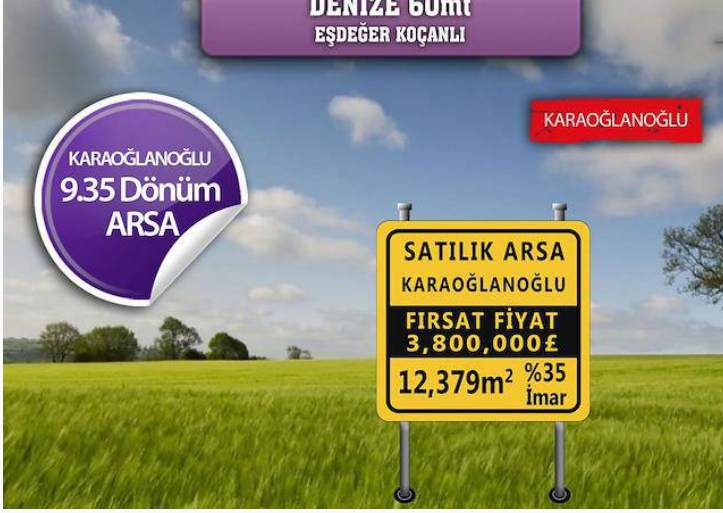 DENİZE 60mt
EŞDEĞER KOÇANLI
KARAOĞLANOĞLU
KARAOĞLANOĞLU
9.35 Dönüm
ARSA
SATILIK ARSA
KARAOĞLANOĞLU
FIRSAT FİYAT
3,800,000£
12,379m² %35
İmar